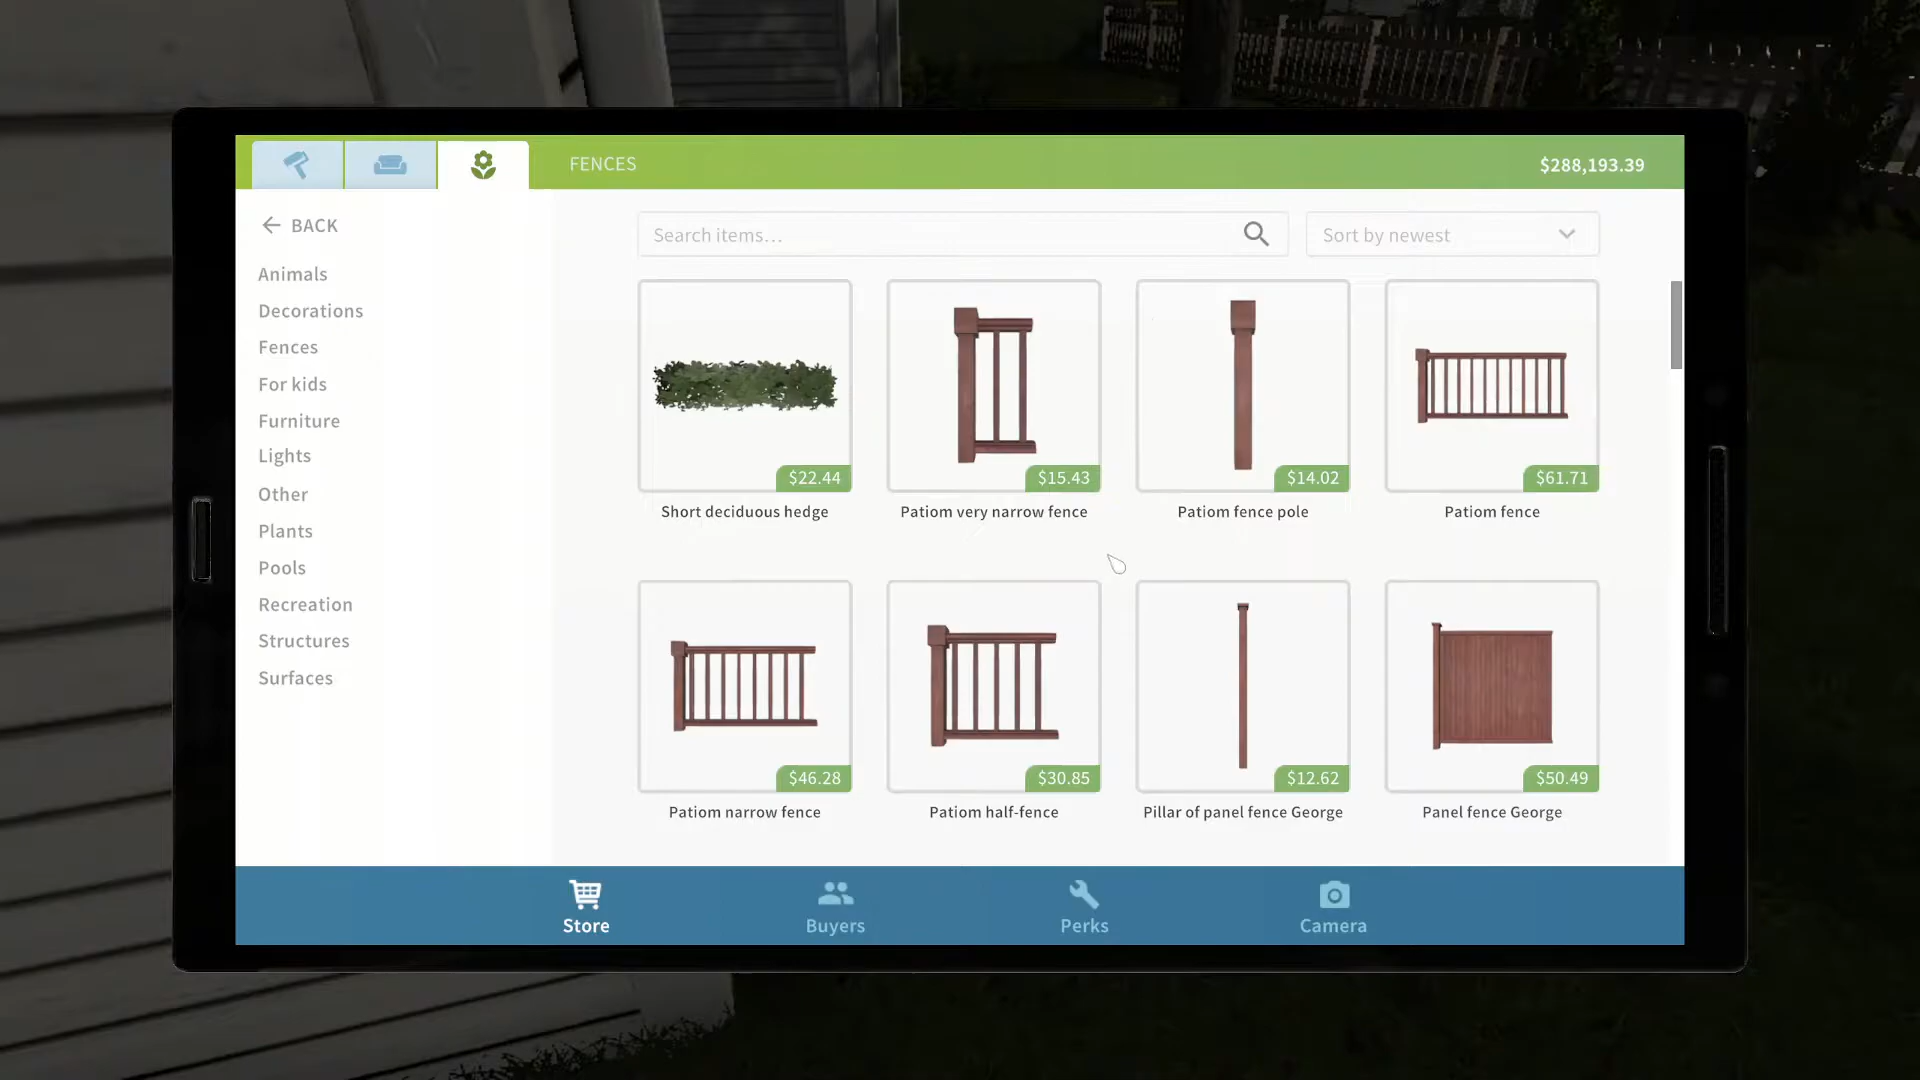 FENCES
$288,193.39
BACK
Search items...
Sort by newest
Animals
Decorations
Fences
For kids
Furniture
Lights
Other
Plants
Pools
Recreation
Structures
Surfaces
$22.44
$15.43
$14.02
$61.71
Short deciduous hedge
Patiom very narrow fence
Patiom fence pole
Patiom fence
$46.28
$30.85
$12.62
$50.49
Patiom narrow fence
Patiom half-fence
Pillar of panel fence George
Panel fence George
Store
Buyers
Perks
Camera